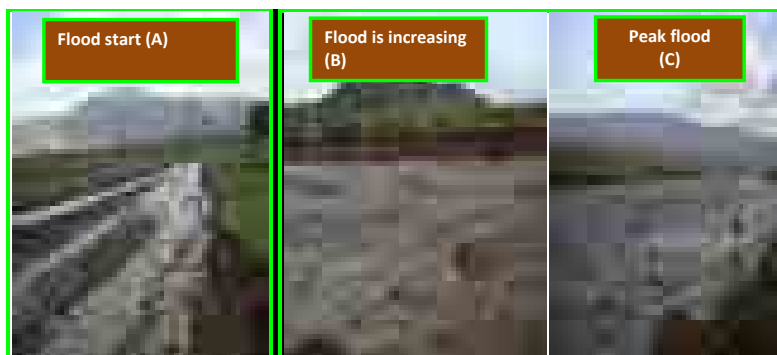 Flood start (A)
Flood is increasing
(B)
Peak flood
(C)